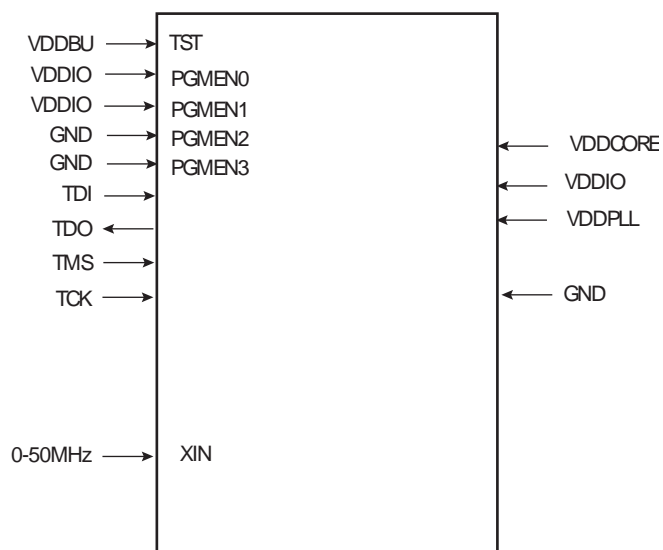 VDDBU TST
VDDIO PGMEN0
VDDIO PGMEN1
GND PGMEN2
GND PGMEN3
VDDCORE
TDI VDDIO
TDO VDDPLL
TMS
TCK GND
0-50MHz XIN